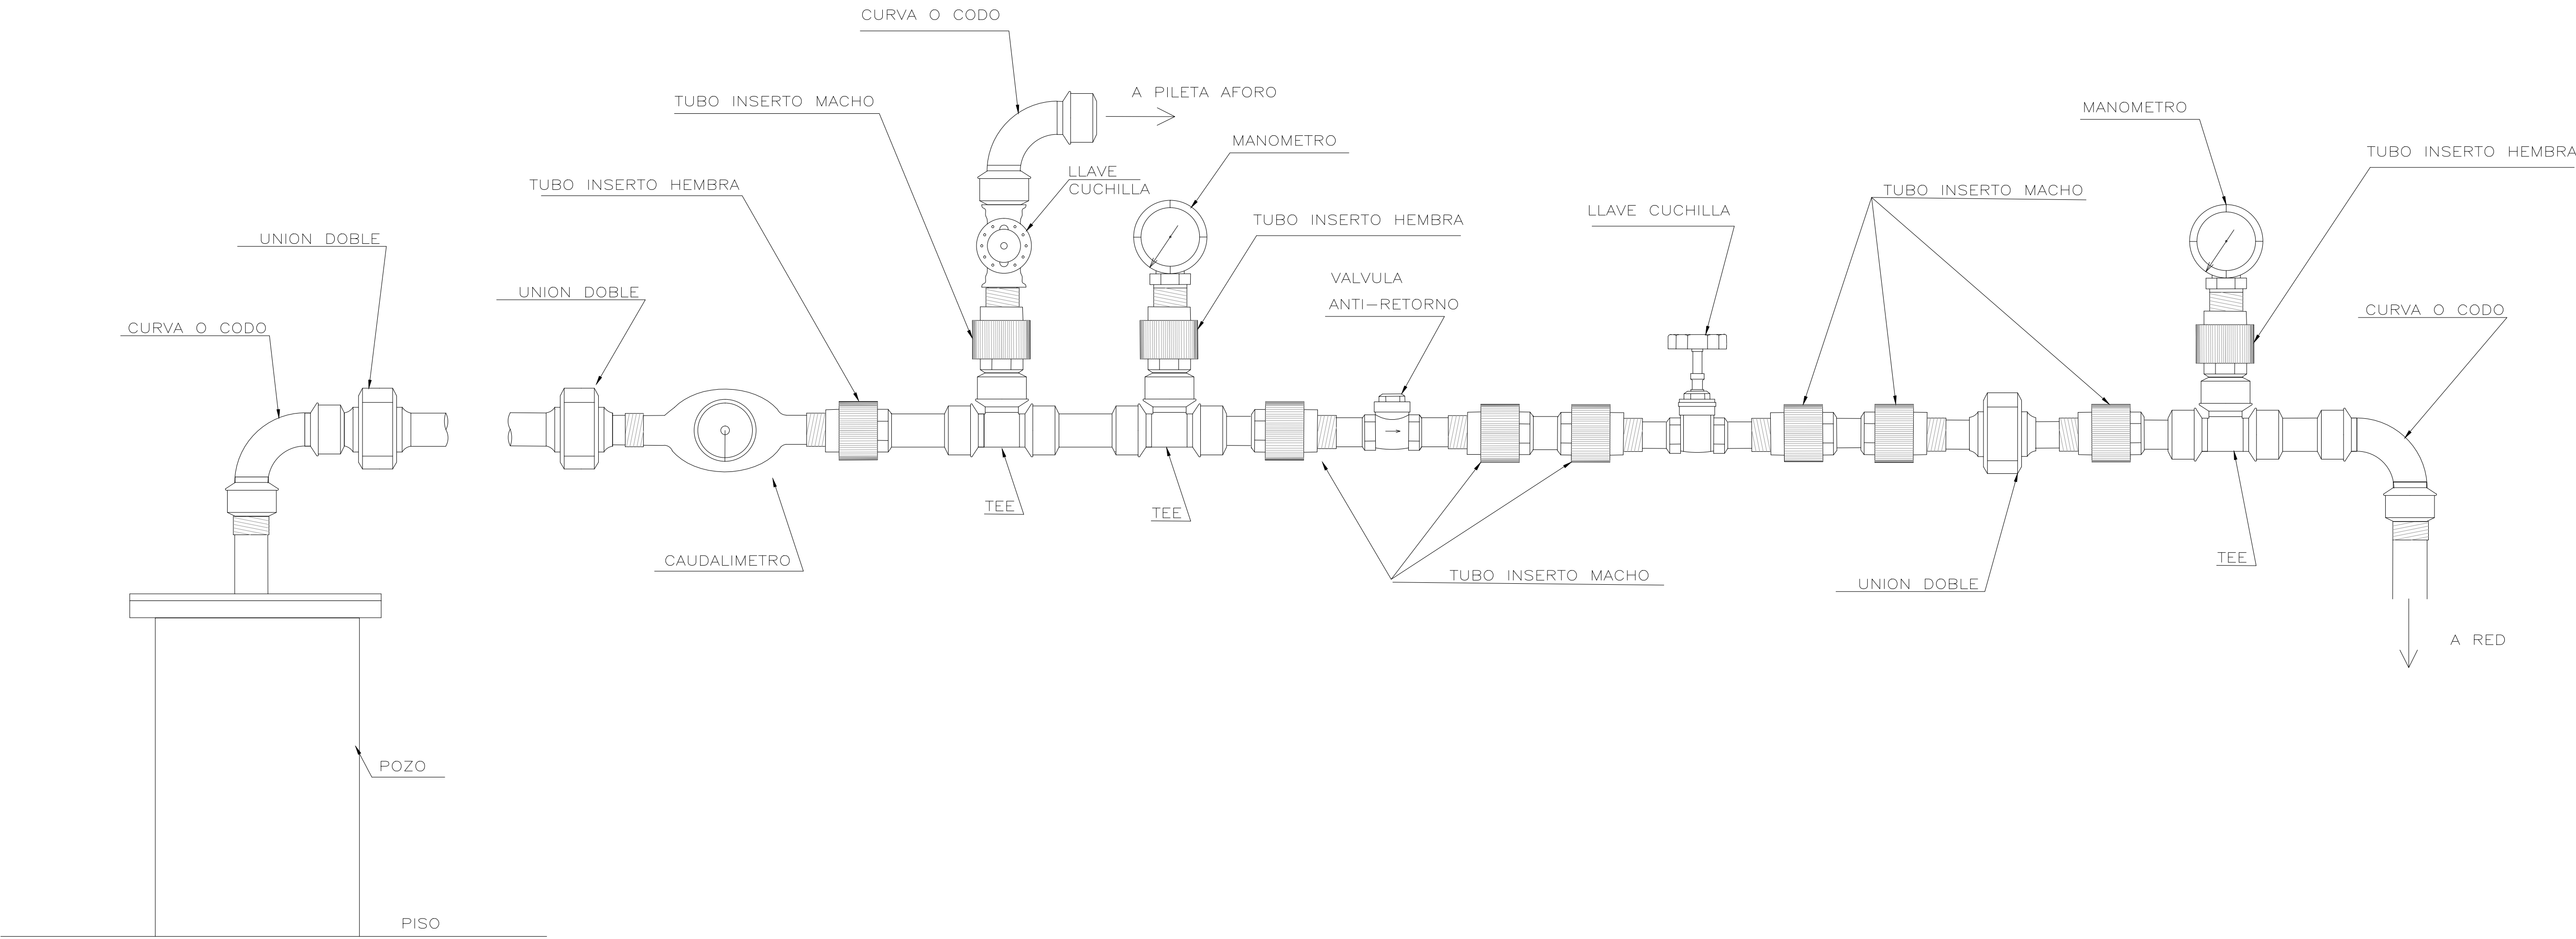 CURVA O CODO
A PILETA AFORO
TUBO INSERTO MACHO
MANOMETRO
MANOMETRO
TUBO INSERTO HEMBRA
LLAVE
CUCHILLA
TUBO INSERTO HEMBRA
TUBO INSERTO MACHO
LLAVE CUCHILLA
TUBO INSERTO HEMBRA
UNION DOBLE
VALVULA
ANTI-RETORNO
UNION DOBLE
CURVA O CODO
CURVA O CODO
TEE
TEE
CAUDALIMETRO
TUBO INSERTO MACHO
UNION DOBLE
TEE
A RED
POZO
PISO